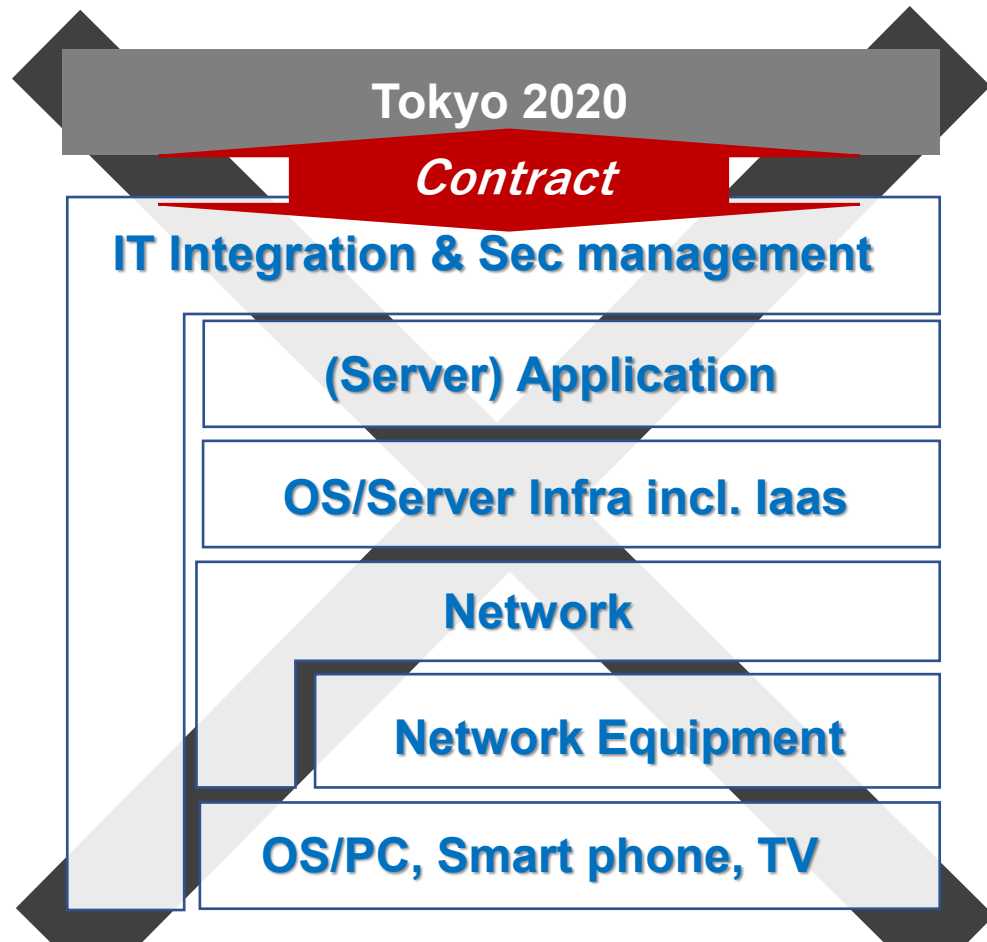 Tokyo 2020
Contract
IT Integration & Sec management
(Server) Application
OS/Server Infra incl. Iaas
Network
Network Equipment
OS/PC, Smart phone, TV